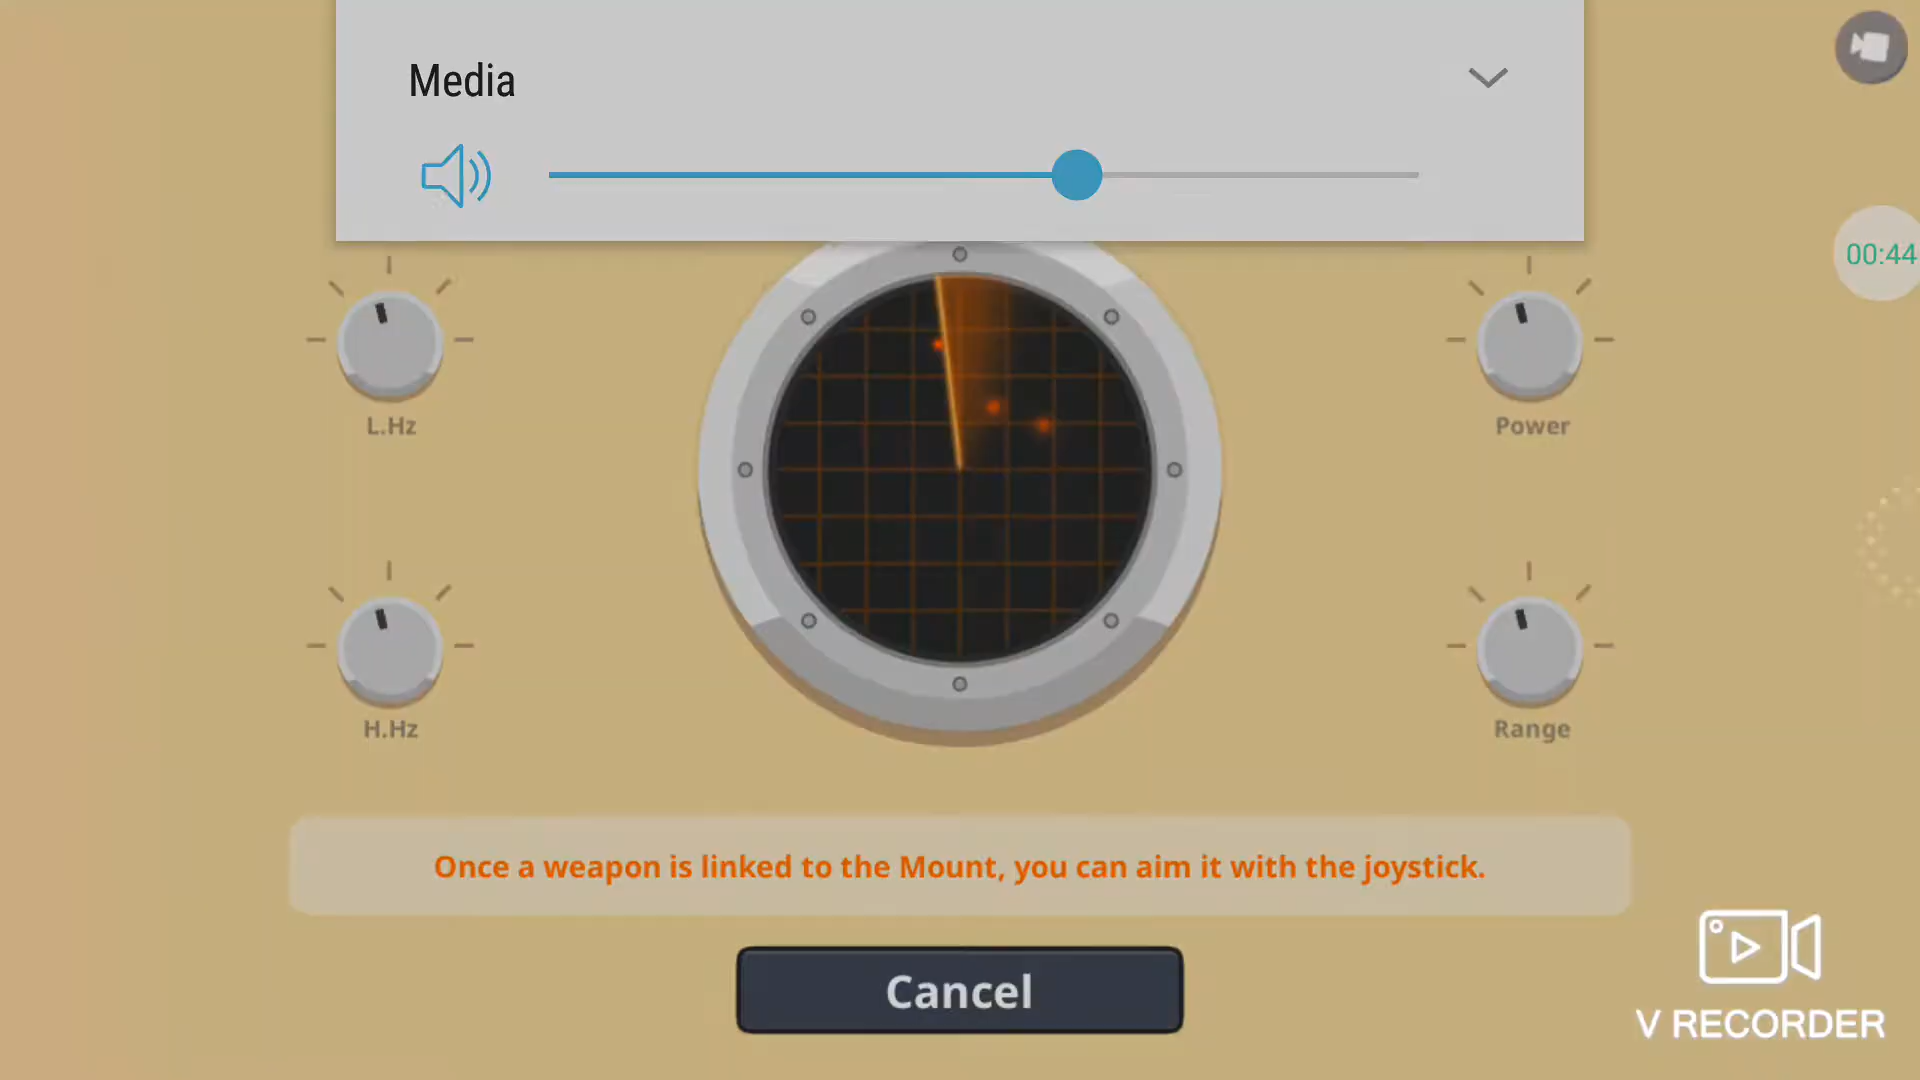 Media
00:44
L.Hz
Power
H.Hz
Range
Once a weapon is linked to the Mount, you can aim it with the joystick.
Cancel
V RECORDER